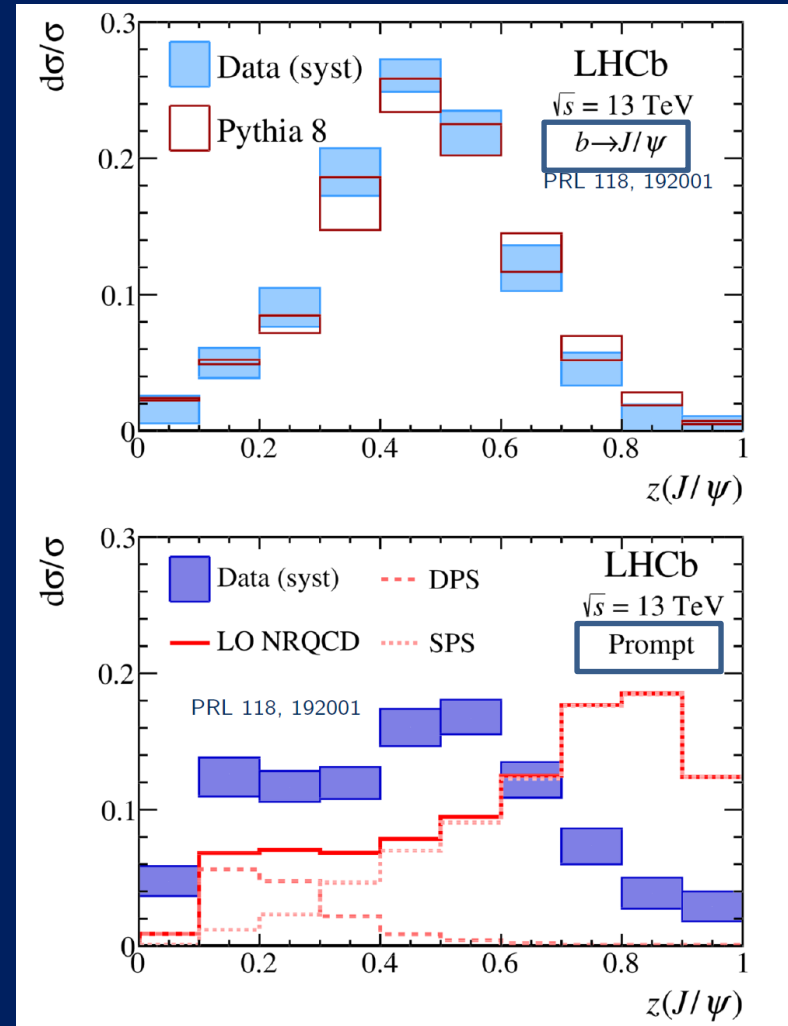 dσ/σ
0.3
0.2
0.1
0
Data (syst)
Pythia 8
LHCb
√s = 13 TeV
b→J/ψ
PRL 118, 192001
0 0.2 0.4 0.6 0.8 1
z(J/ψ)
dσ/σ
0.3
0.2
0.1
0
Data (syst) DPS
LO NRQCD SPS
LHCb
√s = 13 TeV
Prompt
PRL 118, 192001
0 0.2 0.4 0.6 0.8 1
z(J/ψ)